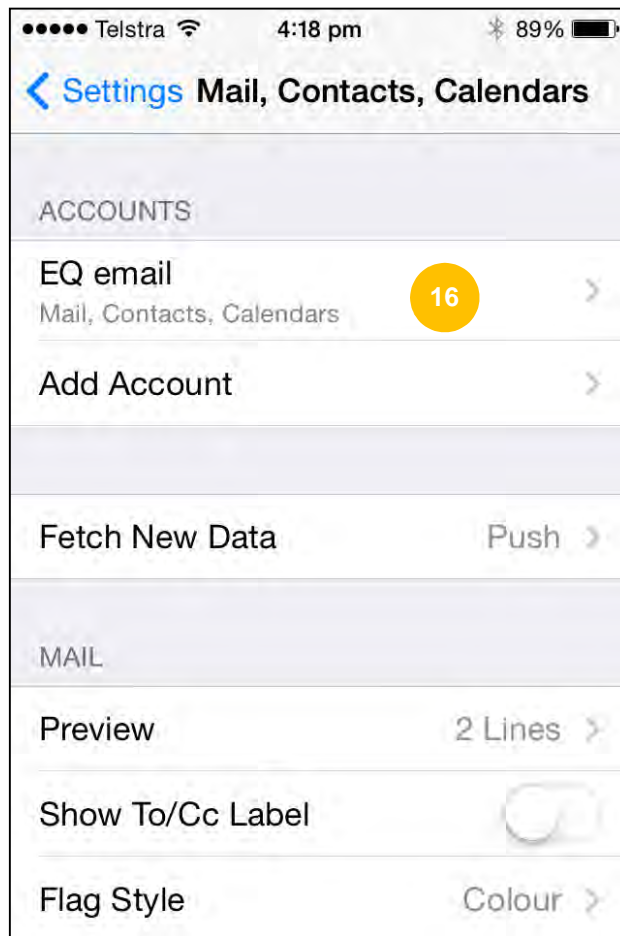 Telstra 4:18 pm 89%
Settings Mail, Contacts, Calendars
ACCOUNTS
EQ email
16
Mail, Contacts, Calendars
Add Account
Fetch New Data Push
MAIL
Preview 2 Lines
Show To/Cc Label
Flag Style Colour